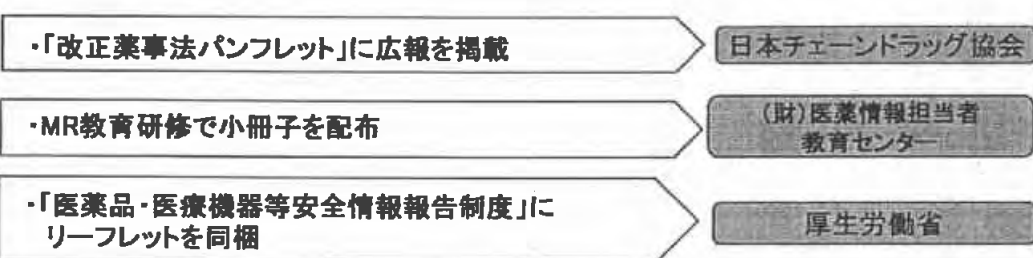 ・「改正薬事法パンフレット」に広報を掲載
日本チェーンドラッグ協会
・MR教育研修で小冊子を配布
(財)医薬情報担当者
教育センター
・「医薬品・医療機器等安全情報報告制度」に
リーフレットを同梱
厚生労働省